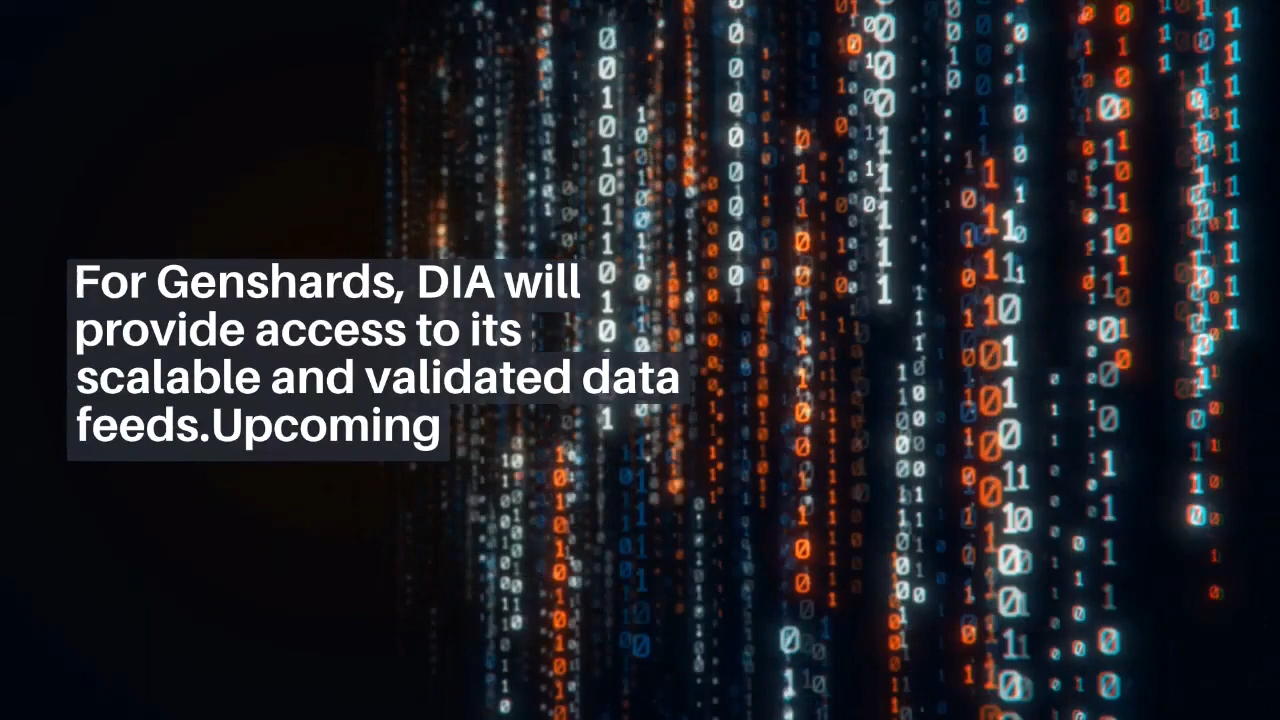 For Genshards, DIA will
provide access to its
scalable and validated data
feeds.Upcoming